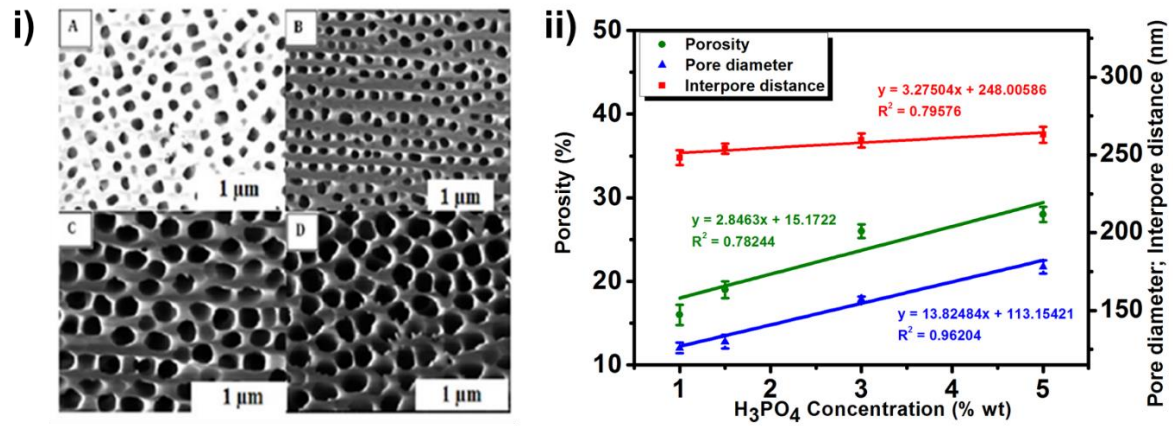 i)
A
B
1 µm
1 µm
C
D
1 µm
1 µm
ii)
Porosity
Pore diameter
Interpore distance
y = 3.27504x + 248.00586
R² = 0.79576
y = 2.8463x + 15.1722
R² = 0.78244
y = 13.82484x + 113.15421
R² = 0.96204
Porosity (%)
50
40
30
20
10
Pore diameter; Interpore distance (nm)
300
250
200
150
1 2 3 4 5
H₃PO₄ Concentration (% wt)